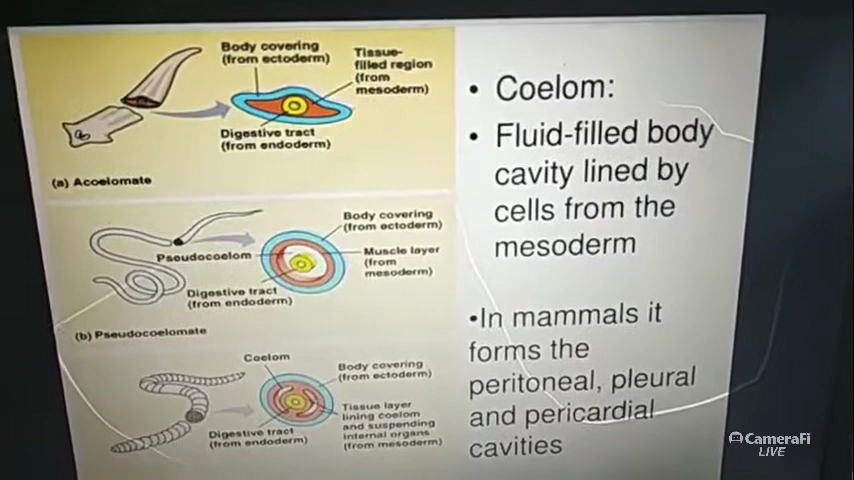 Body covering
(from ectoderm)
Tissue-
filled region
(from
mesoderm)
Digestive tract
(from endoderm)
(a) Acoelomate
Body covering
(from ectoderm)
Pseudocoelom
Muscle layer
(from
mesoderm)
Digestive tract
(from endoderm)
(b) Pseudocoelomate
Coelom
Body covering
(from ectoderm)
Tissue layer
lining coelom
and suspending
internal organs
(from mesoderm)
Digestive tract
(from endoderm)
• Coelom:
• Fluid-filled body
cavity lined by
cells from the
mesoderm
•In mammals it
forms the
peritoneal, pleural
and pericardial
cavities
CameraFi
LIVE